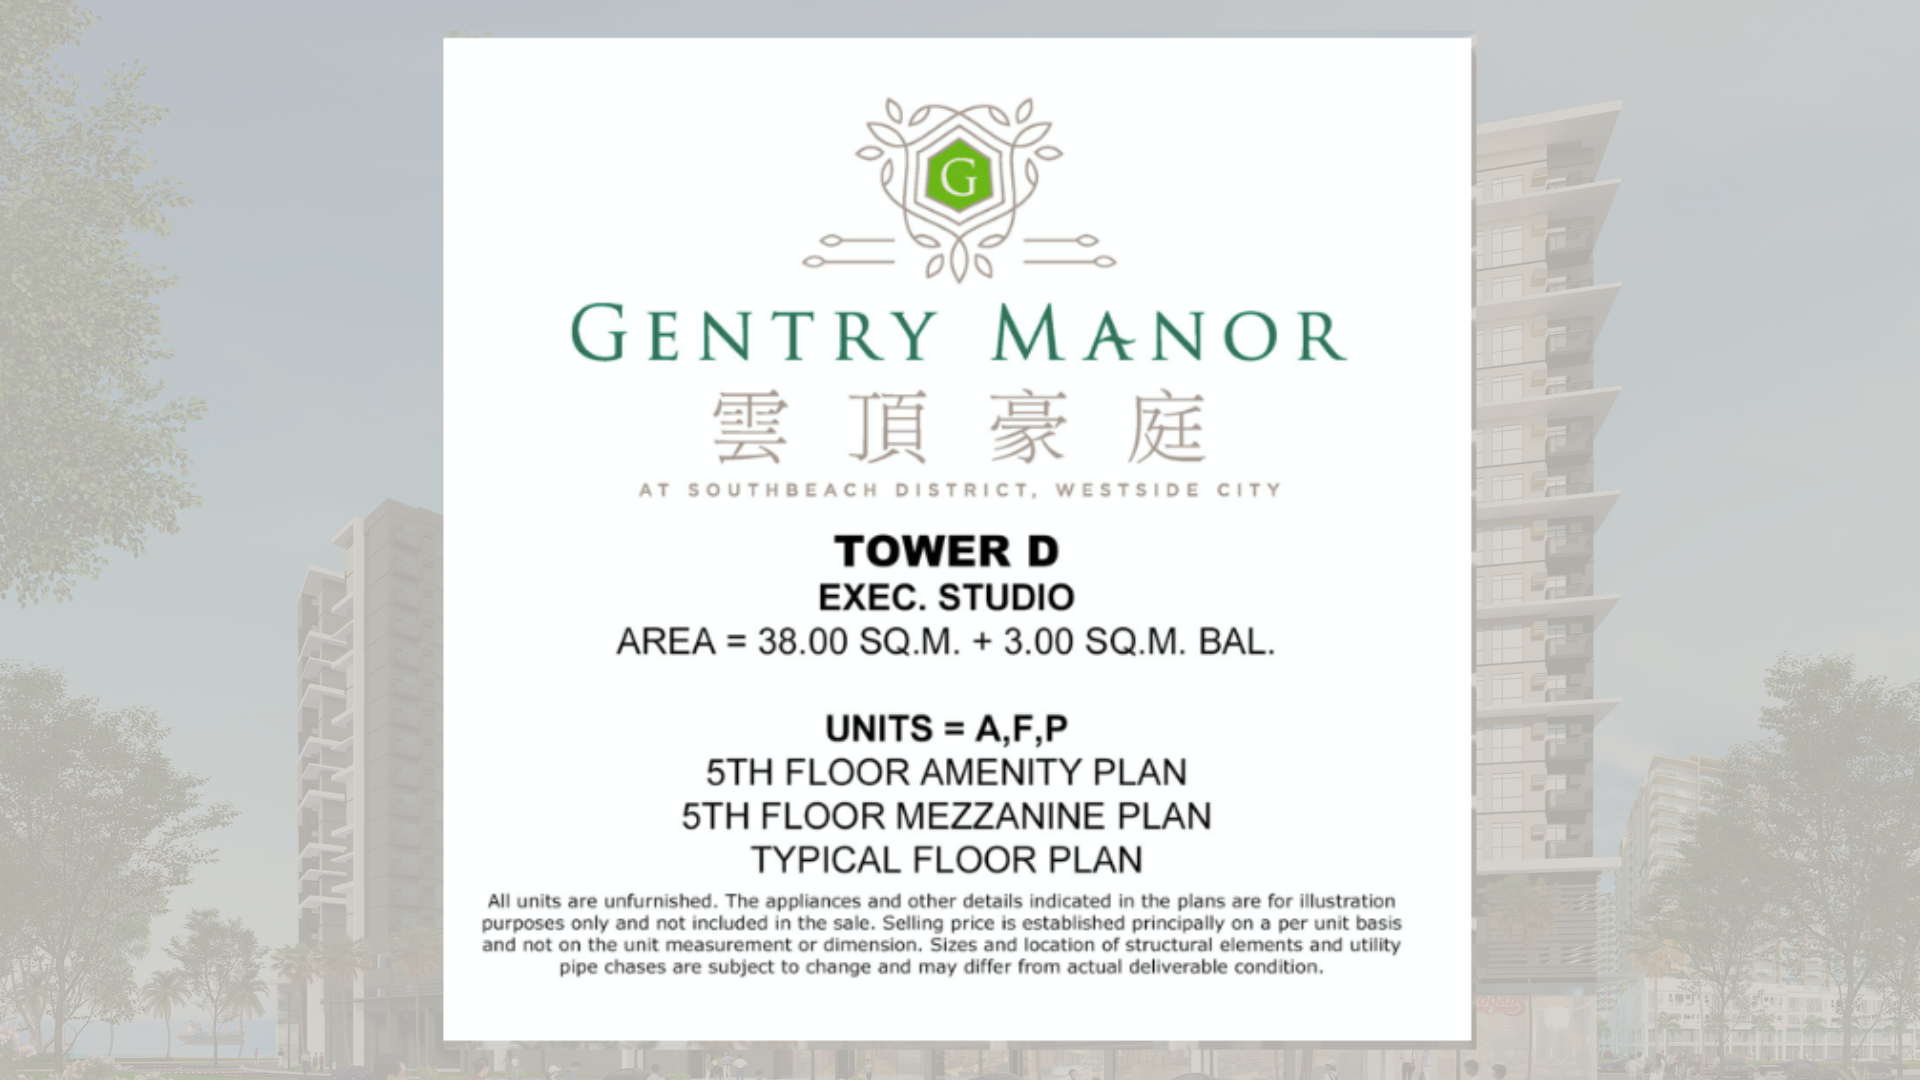 G
GENTRY MANOR
雲頂豪庭
AT SOUTHBEACH DISTRICT, WESTSIDE CITY
TOWER D
EXEC. STUDIO
AREA = 38.00 SQ.M. + 3.00 SQ.M. BAL.
UNITS = A,F,P
5TH FLOOR AMENITY PLAN
5TH FLOOR MEZZANINE PLAN
TYPICAL FLOOR PLAN
All units are unfurnished. The appliances and other details indicated in the plans are for illustration
purposes only and not included in the sale. Selling price is established principally on a per unit basis
and not on the unit measurement or dimension. Sizes and location of structural elements and utility
pipe chases are subject to change and may differ from actual deliverable condition.